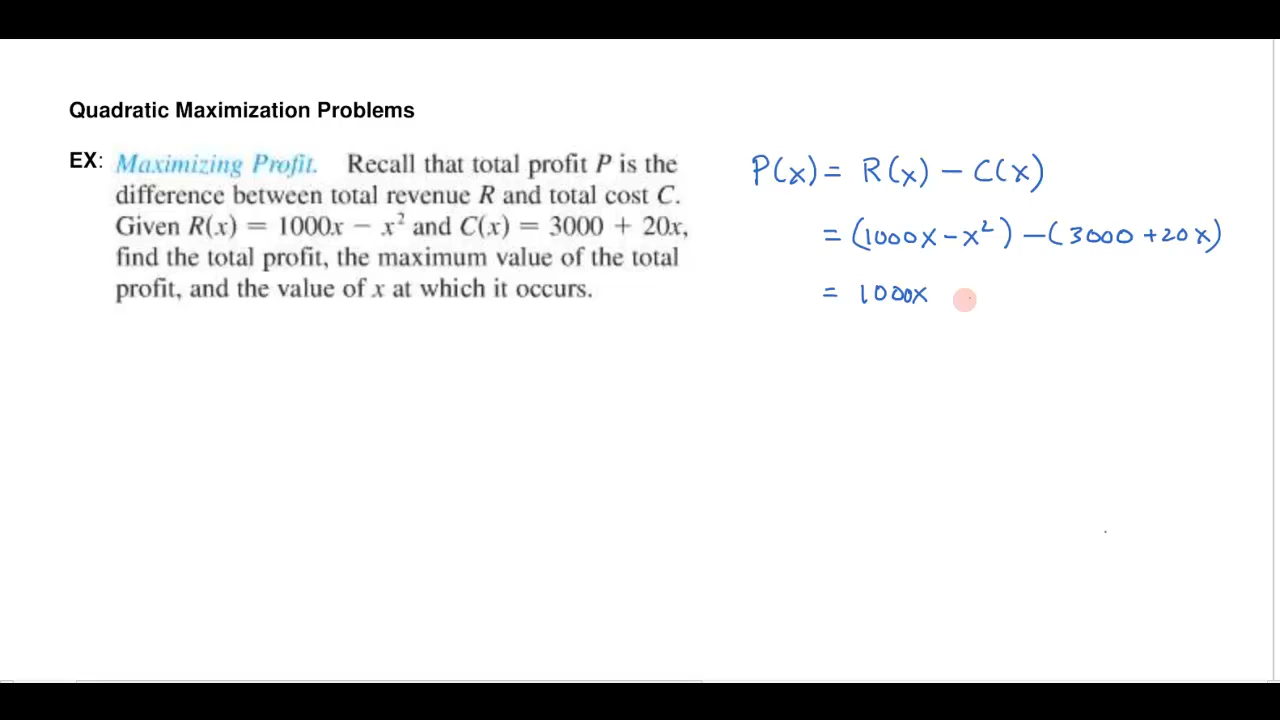 Quadratic Maximization Problems
EX: Maximizing Profit. Recall that total profit P is the
difference between total revenue R and total cost C.
Given R(x) = 1000x − x² and C(x) = 3000 + 20x,
find the total profit, the maximum value of the total
profit, and the value of x at which it occurs.
P(x) = R(x) − C(x)
= (1000x − x²) − (3000 + 20x)
= 1000x